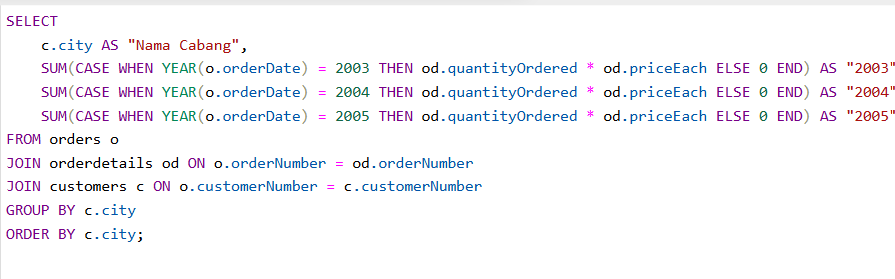 SELECT
    c.city AS "Nama Cabang",
    SUM(CASE WHEN YEAR(o.orderDate) = 2003 THEN od.quantityOrdered * od.priceEach ELSE 0 END) AS "2003"
    SUM(CASE WHEN YEAR(o.orderDate) = 2004 THEN od.quantityOrdered * od.priceEach ELSE 0 END) AS "2004"
    SUM(CASE WHEN YEAR(o.orderDate) = 2005 THEN od.quantityOrdered * od.priceEach ELSE 0 END) AS "2005"
FROM orders o
JOIN orderdetails od ON o.orderNumber = od.orderNumber
JOIN customers c ON o.customerNumber = c.customerNumber
GROUP BY c.city
ORDER BY c.city;